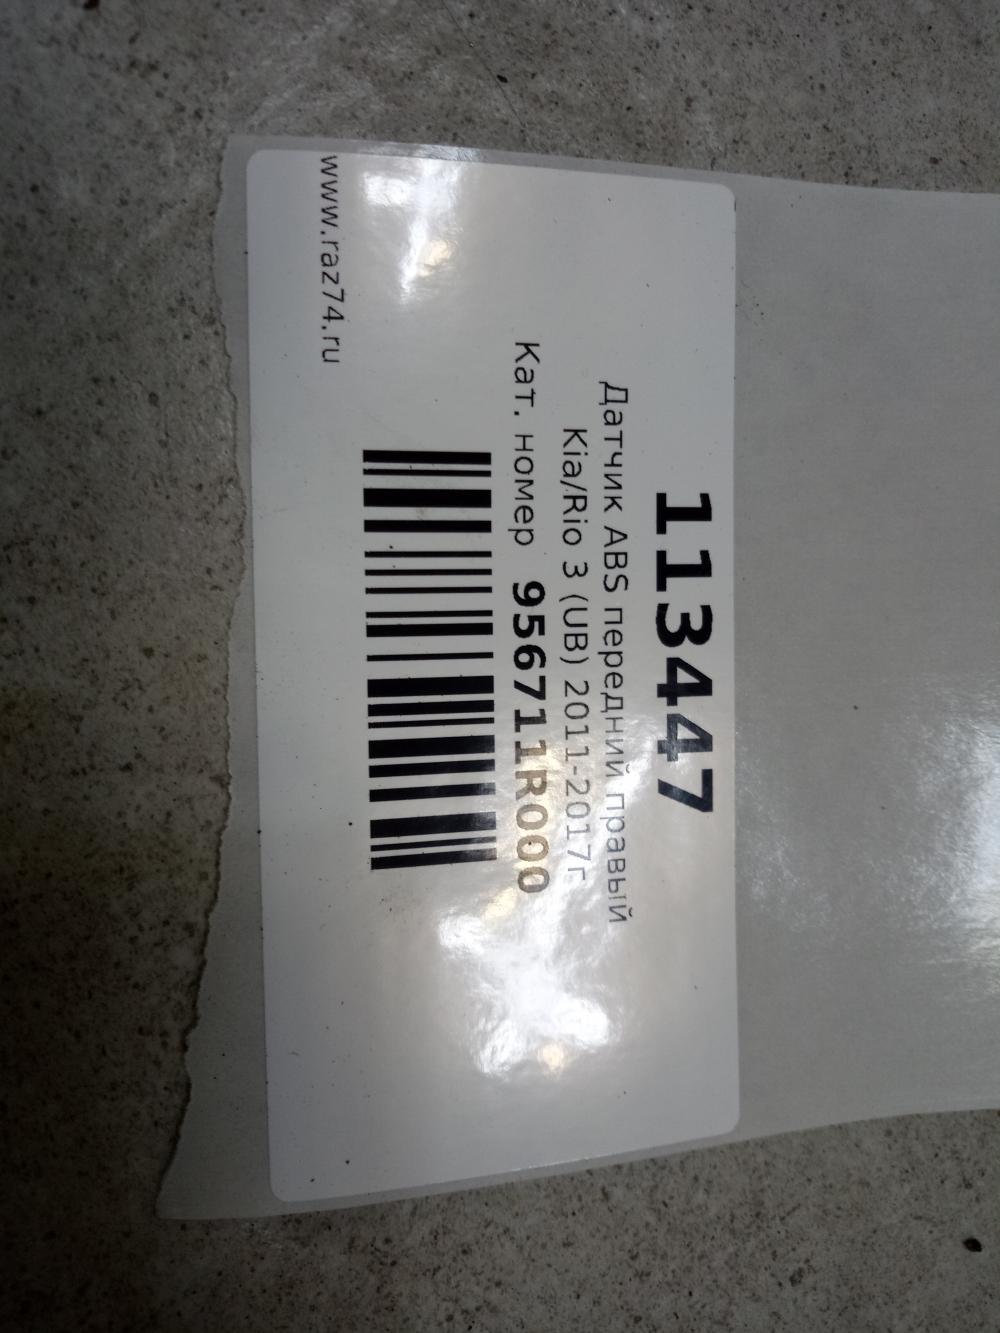 113447
Датчик ABS передний правый
Kia/Rio 3 (UB) 2011-2017г
Кат. номер 956711R000
www.raz74.ru